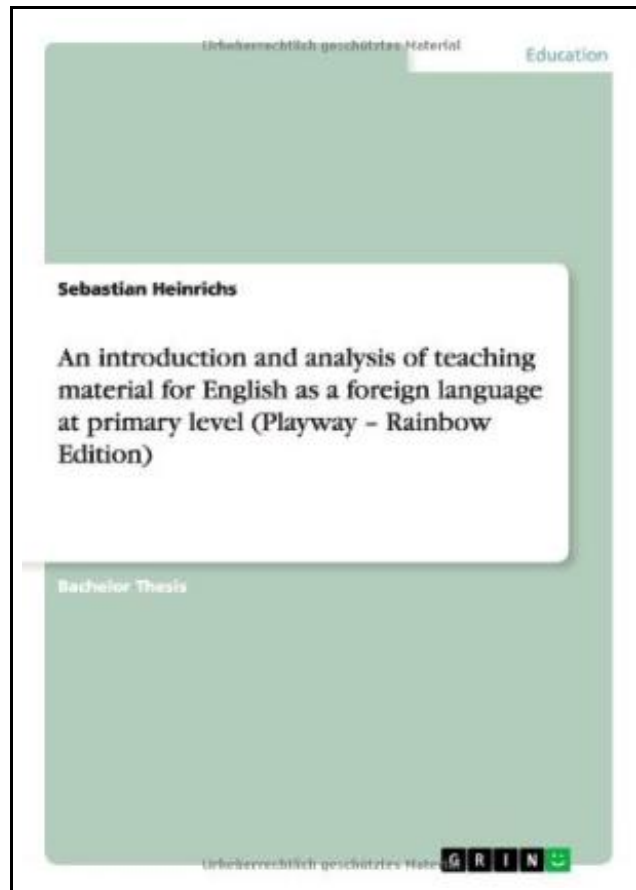 Urheberrechtlich geschütztes Material
Education
Sebastian Heinrichs
An introduction and analysis of teaching
material for English as a foreign language
at primary level (Playway – Rainbow
Edition)
Bachelor Thesis
Urheberrechtlich geschütztes Mater
GRIN